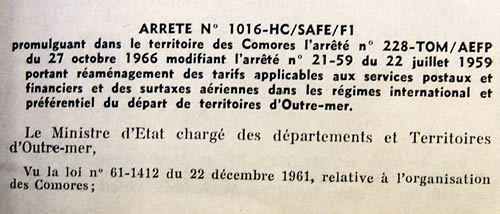 ARRETE N° 1016-HC/SAFE/F1
promulguant dans le territoire des Comores l'arrêté n° 228-TOM/AEFP
du 27 octobre 1966 modifiant l'arrêté n° 21-59 du 22 juillet 1959
portant réaménagement des tarifs applicables aux services postaux et
financiers et des surtaxes aériennes dans les régimes international et
préférentiel du départ de territoires d'Outre-mer.
Le Ministre d'Etat chargé des départements et Territoires
d'Outre-mer,
Vu la loi n° 61-1412 du 22 décembre 1961, relative à l'organisation
des Comores ;